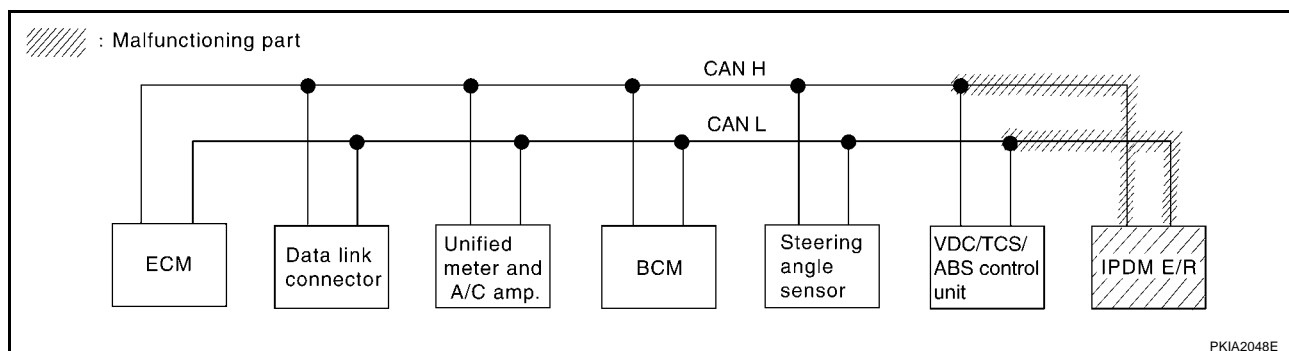 : Malfunctioning part
CAN H
CAN L
ECM
Data link
connector
Unified
meter and
A/C amp.
BCM
Steering
angle
sensor
VDC/TCS/
ABS control
unit
IPDM E/R
PKIA2048E